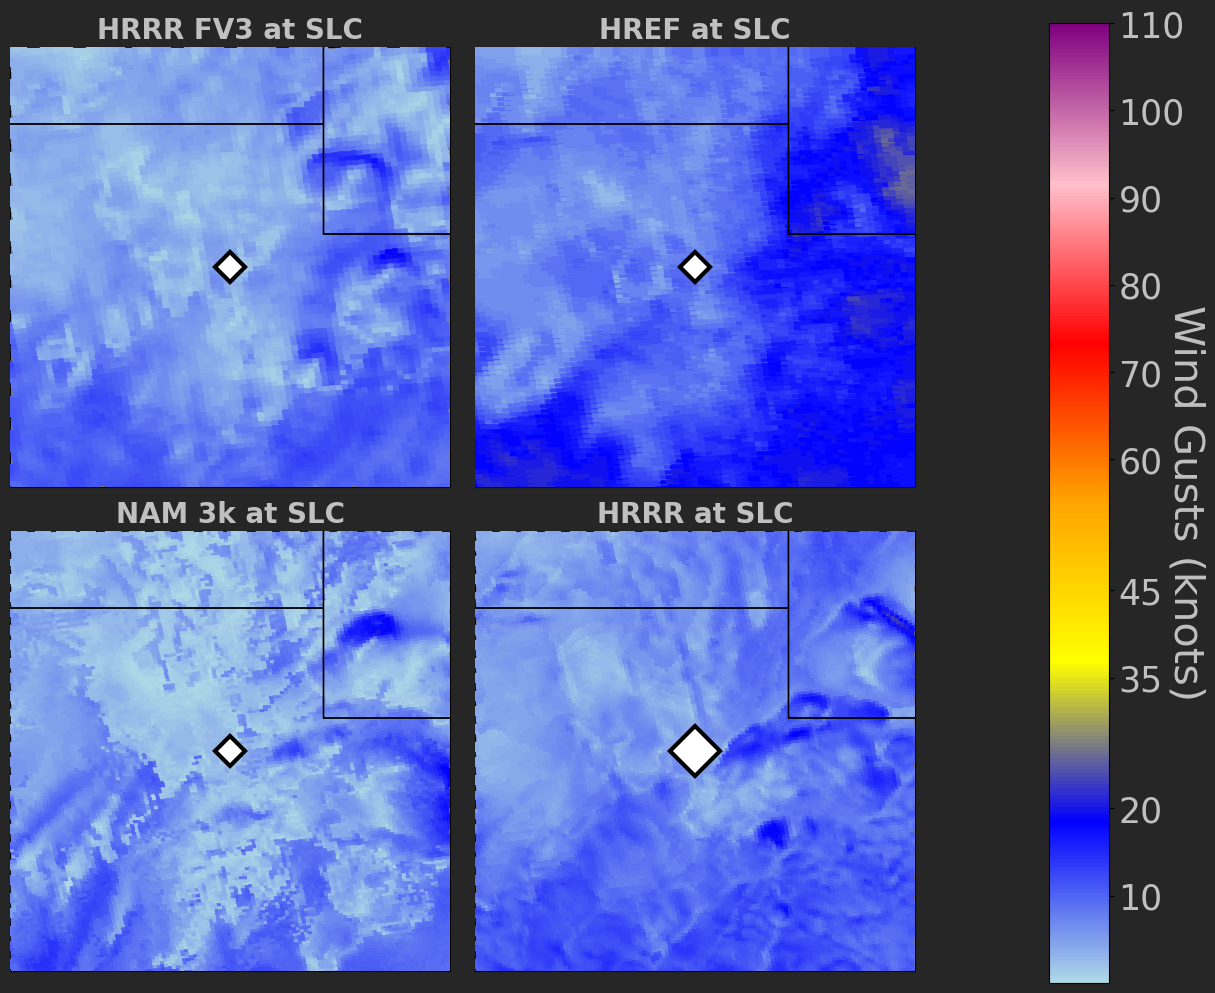 HRRR FV3 at SLC
HREF at SLC
NAM 3k at SLC
HRRR at SLC
110
100
90
80
70
60
45
35
20
10
Wind Gusts (knots)